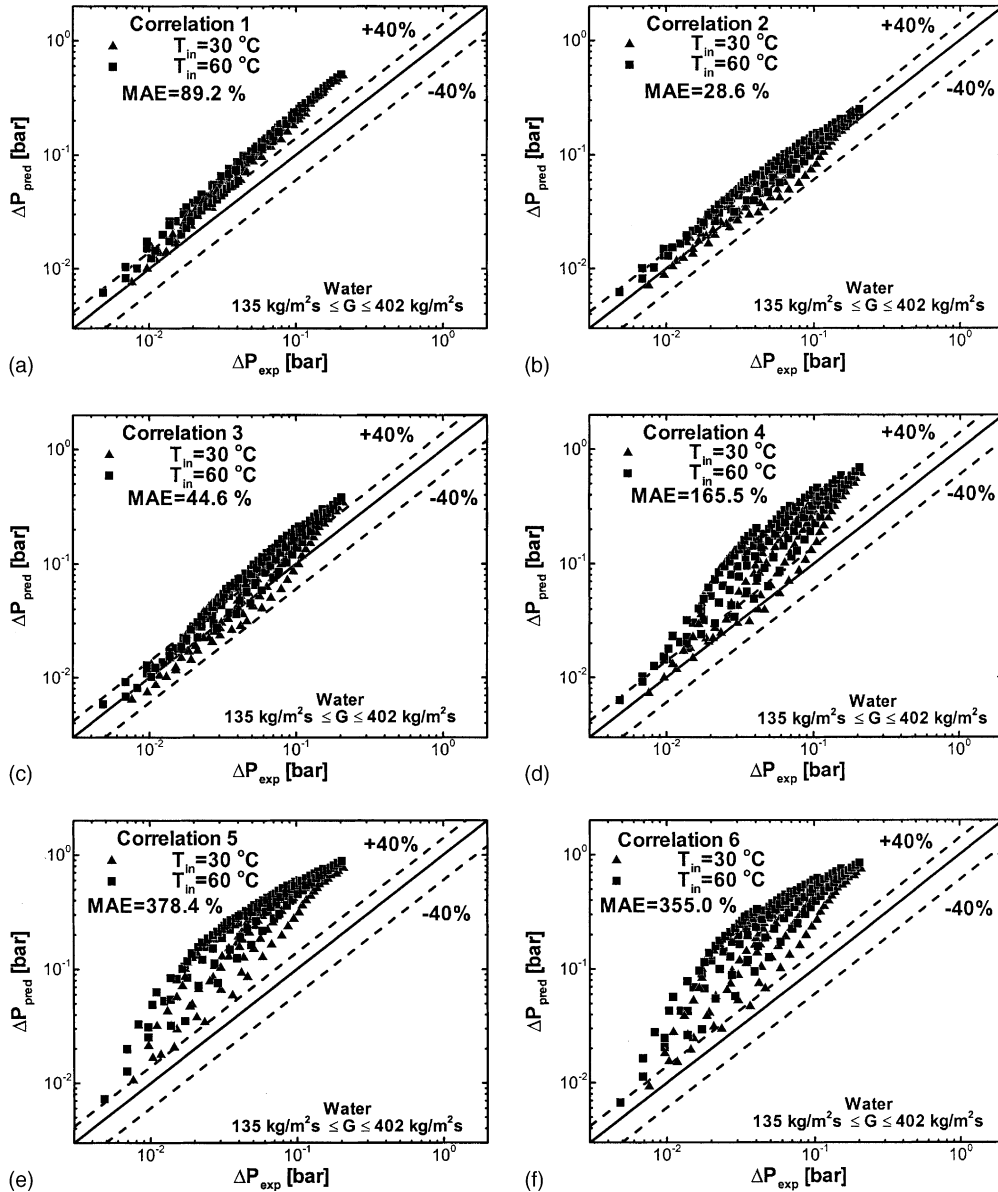 Correlation 1
T_in=30 °C
T_in=60 °C
MAE=89.2 %
+40%
-40%
10^0
10^-1
10^-2
ΔP_pred [bar]
Water
135 kg/m²s ≤ G ≤ 402 kg/m²s
10^-2 10^-1 10^0
ΔP_exp [bar]
(a)
Correlation 2
T_in=30 °C
T_in=60 °C
MAE=28.6 %
+40%
-40%
10^0
10^-1
10^-2
ΔP_pred [bar]
Water
135 kg/m²s ≤ G ≤ 402 kg/m²s
10^-2 10^-1 10^0
ΔP_exp [bar]
(b)
Correlation 3
T_in=30 °C
T_in=60 °C
MAE=44.6 %
+40%
-40%
10^0
10^-1
10^-2
ΔP_pred [bar]
Water
135 kg/m²s ≤ G ≤ 402 kg/m²s
10^-2 10^-1 10^0
ΔP_exp [bar]
(c)
Correlation 4
T_in=30 °C
T_in=60 °C
MAE=165.5 %
+40%
-40%
10^0
10^-1
10^-2
ΔP_pred [bar]
Water
135 kg/m²s ≤ G ≤ 402 kg/m²s
10^-2 10^-1 10^0
ΔP_exp [bar]
(d)
Correlation 5
T_in=30 °C
T_in=60 °C
MAE=378.4 %
+40%
-40%
10^0
10^-1
10^-2
ΔP_pred [bar]
Water
135 kg/m²s ≤ G ≤ 402 kg/m²s
10^-2 10^-1 10^0
ΔP_exp [bar]
(e)
Correlation 6
T_in=30 °C
T_in=60 °C
MAE=355.0 %
+40%
-40%
10^0
10^-1
10^-2
ΔP_pred [bar]
Water
135 kg/m²s ≤ G ≤ 402 kg/m²s
10^-2 10^-1 10^0
ΔP_exp [bar]
(f)